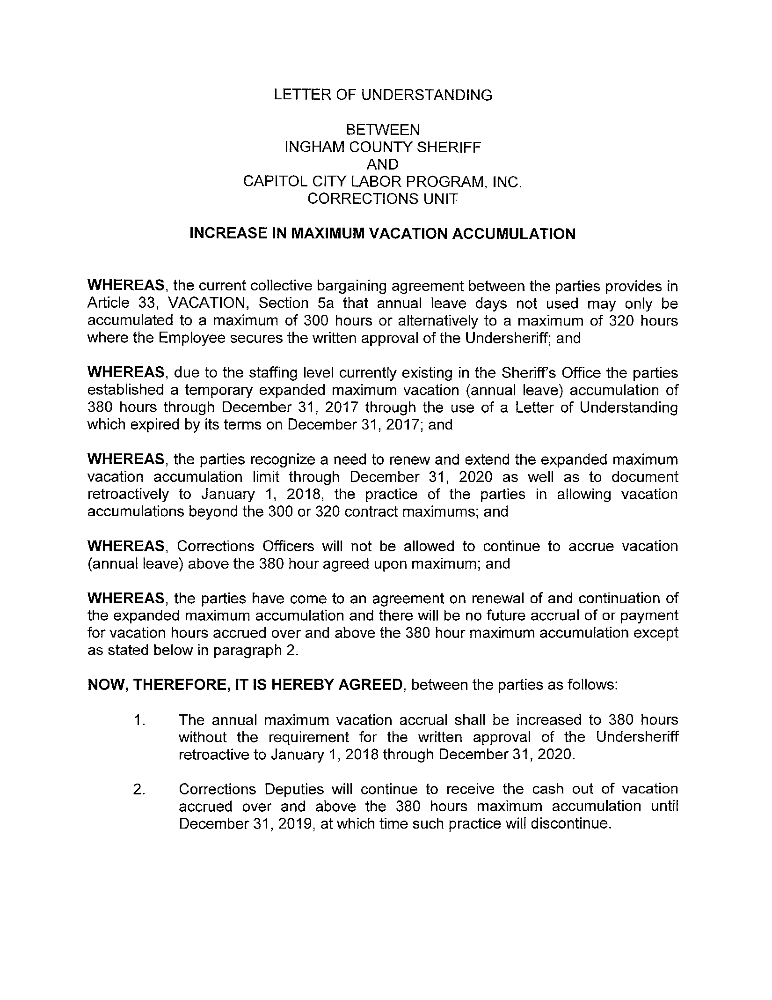 LETTER OF UNDERSTANDING
BETWEEN
INGHAM COUNTY SHERIFF
AND
CAPITOL CITY LABOR PROGRAM, INC.
CORRECTIONS UNIT
INCREASE IN MAXIMUM VACATION ACCUMULATION
WHEREAS, the current collective bargaining agreement between the parties provides in
Article 33, VACATION, Section 5a that annual leave days not used may only be
accumulated to a maximum of 300 hours or alternatively to a maximum of 320 hours
where the Employee secures the written approval of the Undersheriff; and
WHEREAS, due to the staffing level currently existing in the Sheriff's Office the parties
established a temporary expanded maximum vacation (annual leave) accumulation of
380 hours through December 31, 2017 through the use of a Letter of Understanding
which expired by its terms on December 31, 2017; and
WHEREAS, the parties recognize a need to renew and extend the expanded maximum
vacation accumulation limit through December 31, 2020 as well as to document
retroactively to January 1, 2018, the practice of the parties in allowing vacation
accumulations beyond the 300 or 320 contract maximums; and
WHEREAS, Corrections Officers will not be allowed to continue to accrue vacation
(annual leave) above the 380 hour agreed upon maximum; and
WHEREAS, the parties have come to an agreement on renewal of and continuation of
the expanded maximum accumulation and there will be no future accrual of or payment
for vacation hours accrued over and above the 380 hour maximum accumulation except
as stated below in paragraph 2.
NOW, THEREFORE, IT IS HEREBY AGREED, between the parties as follows:
1. The annual maximum vacation accrual shall be increased to 380 hours
without the requirement for the written approval of the Undersheriff
retroactive to January 1, 2018 through December 31, 2020.
2. Corrections Deputies will continue to receive the cash out of vacation
accrued over and above the 380 hours maximum accumulation until
December 31, 2019, at which time such practice will discontinue.